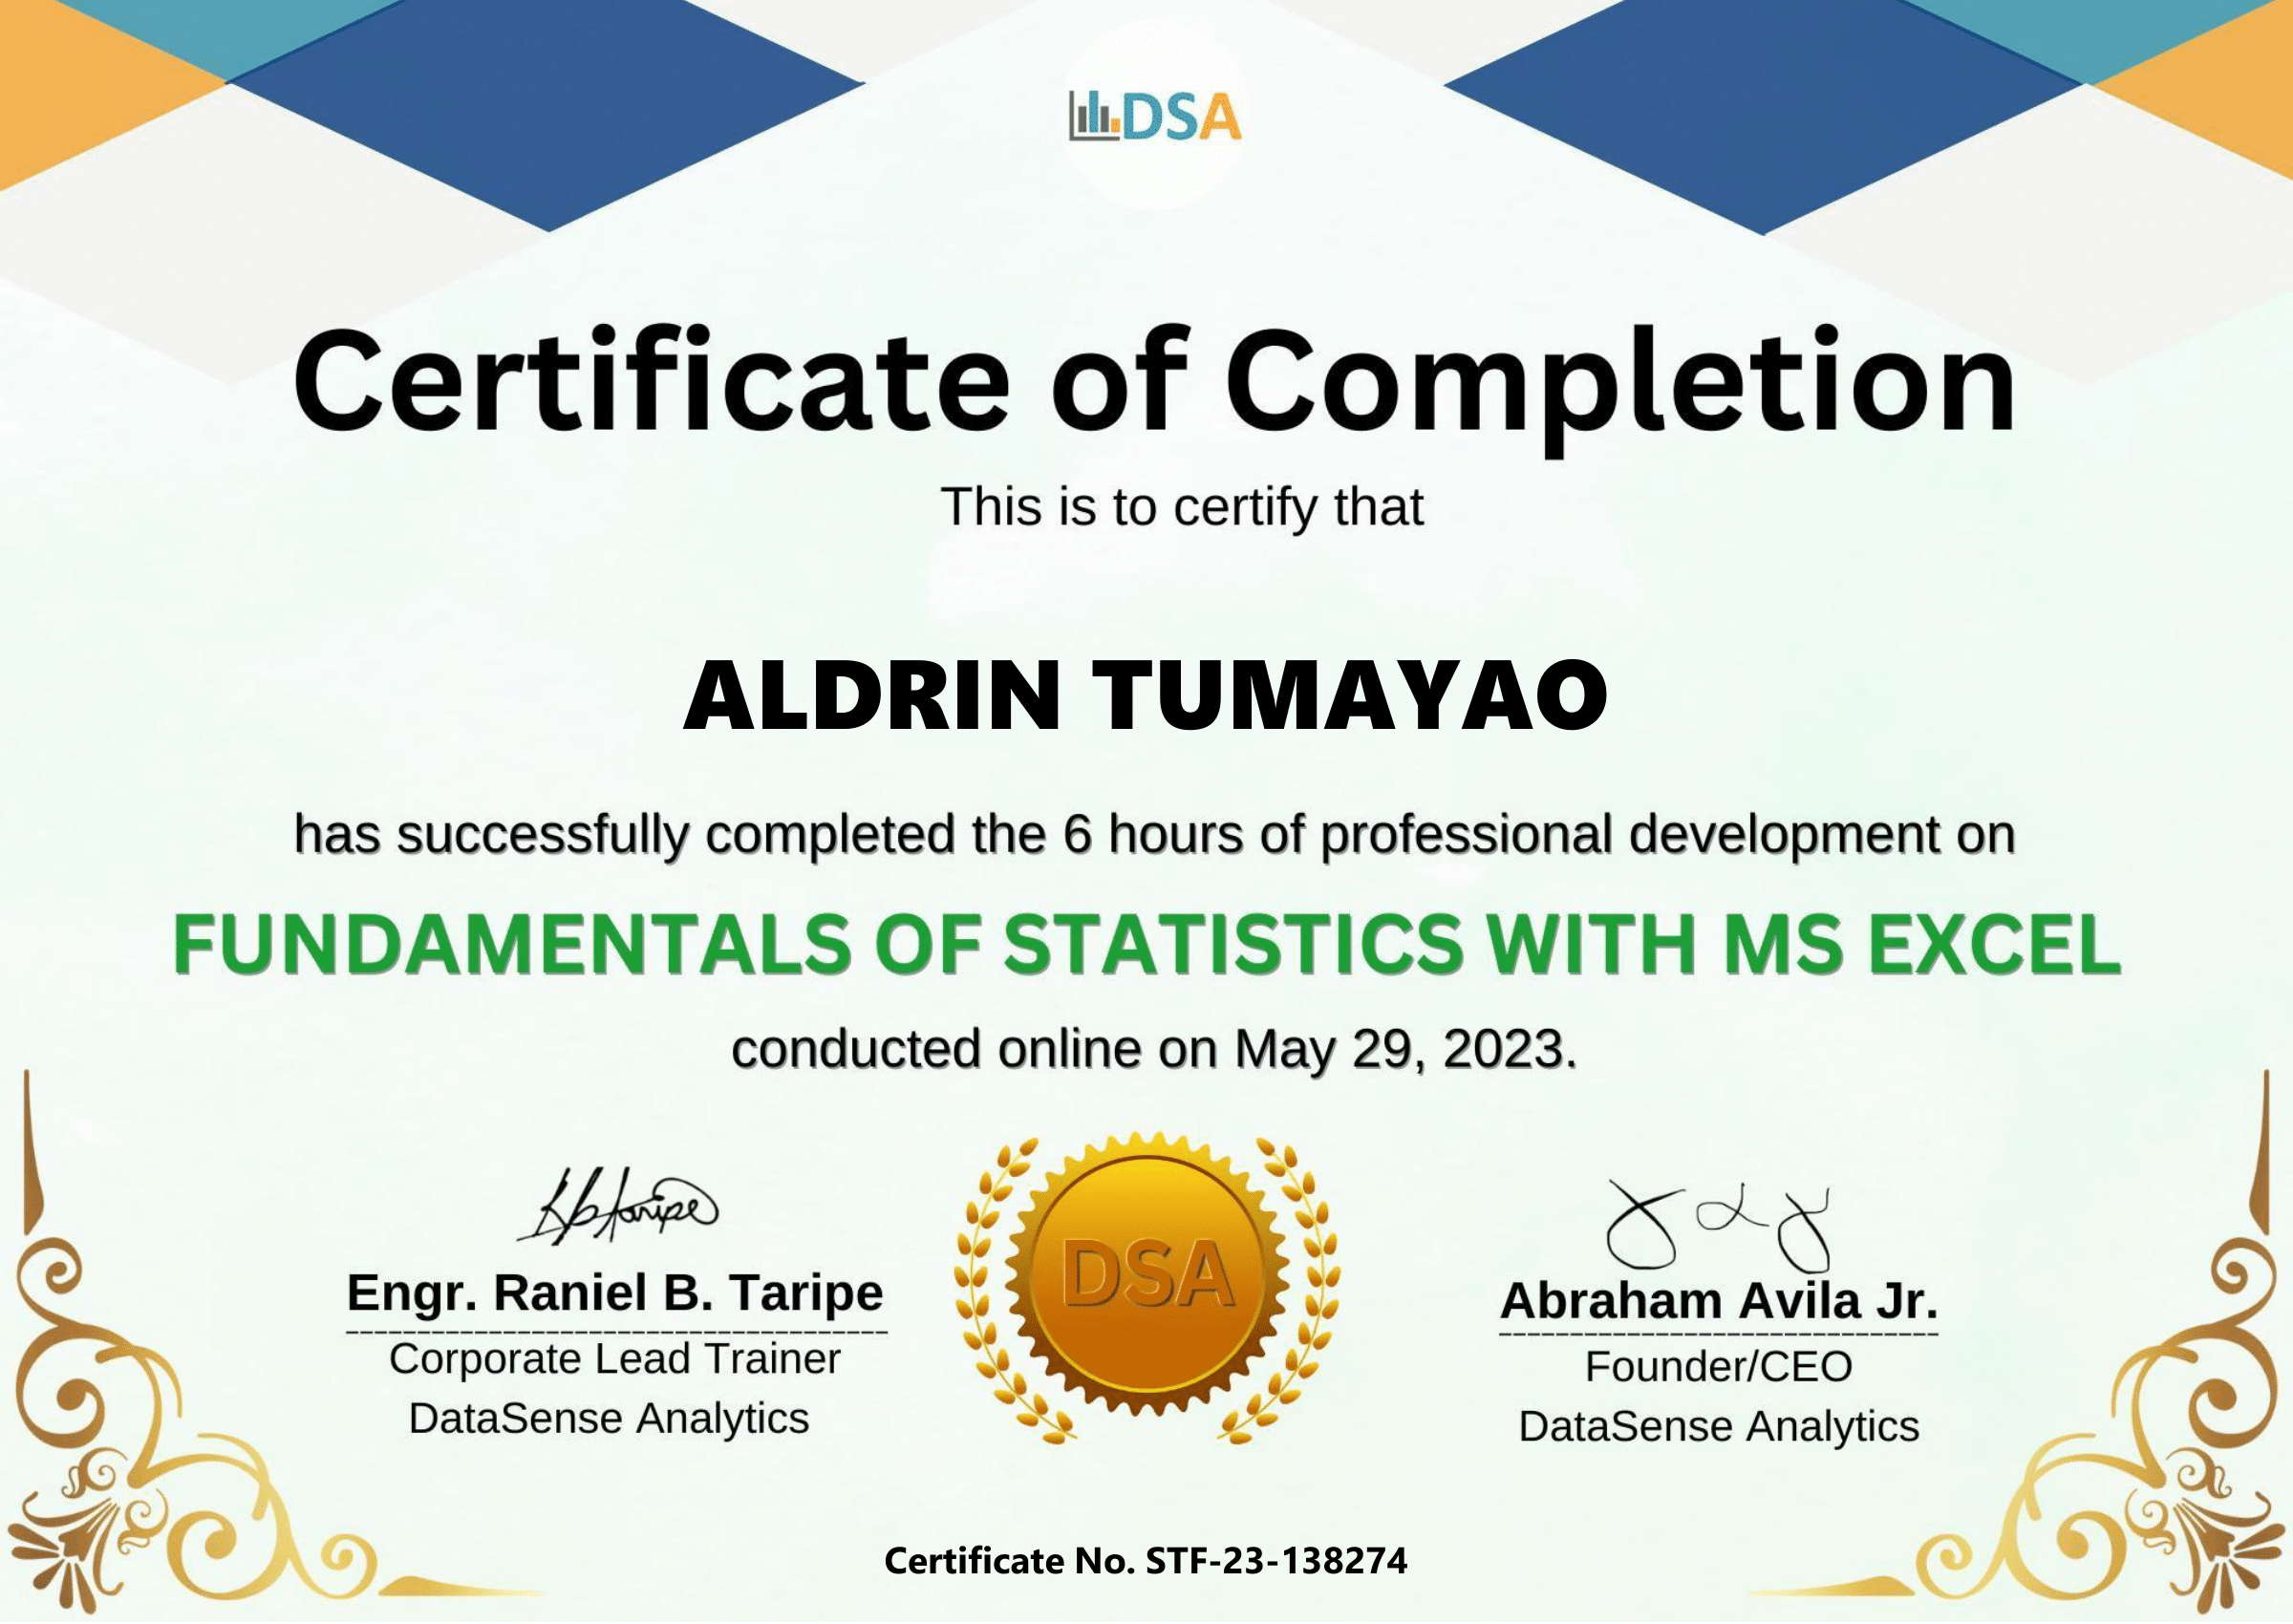 DSA
Certificate of Completion
This is to certify that
ALDRIN TUMAYAO
has successfully completed the 6 hours of professional development on
FUNDAMENTALS OF STATISTICS WITH MS EXCEL
conducted online on May 29, 2023.
DSA
Engr. Raniel B. Taripe
Corporate Lead Trainer
DataSense Analytics
Abraham Avila Jr.
Founder/CEO
DataSense Analytics
Certificate No. STF-23-138274